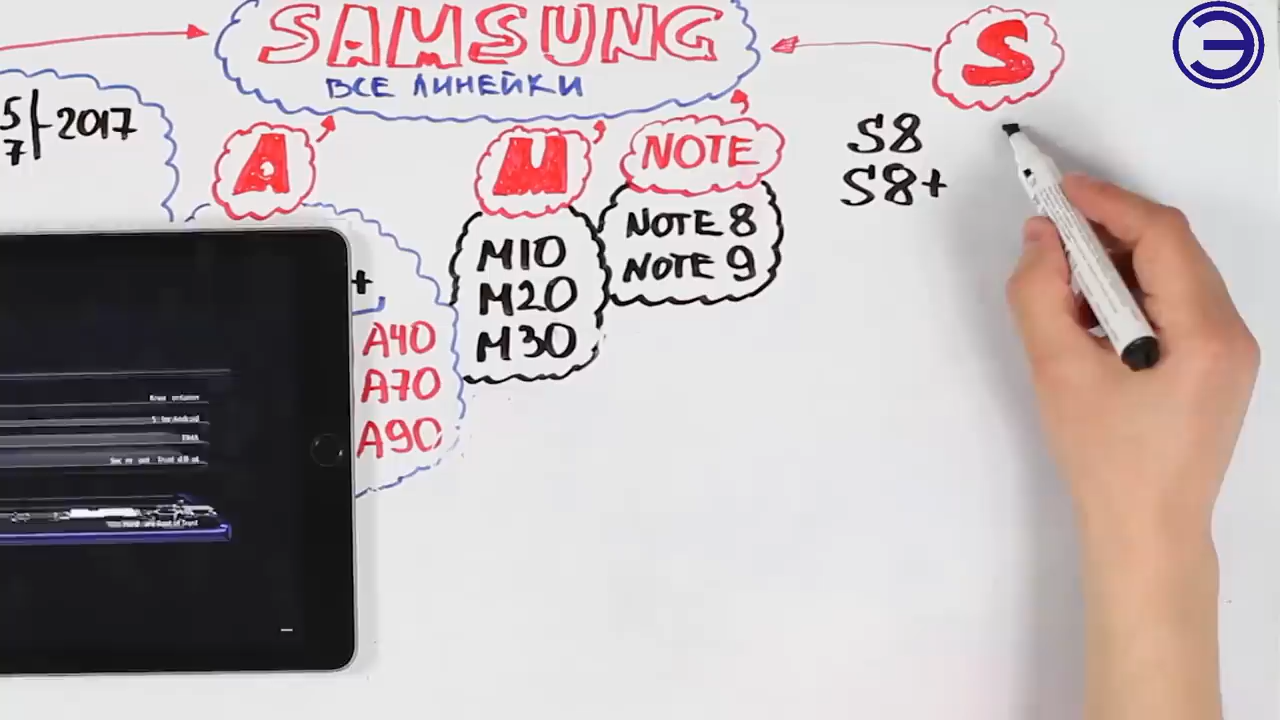 SAMSUNG
ВСЕ ЛИНЕЙКИ
S
Э
5
7
2017
A
+
A40
A70
A90
M
M10
M20
M30
NOTE
NOTE 8
NOTE 9
S8
S8+